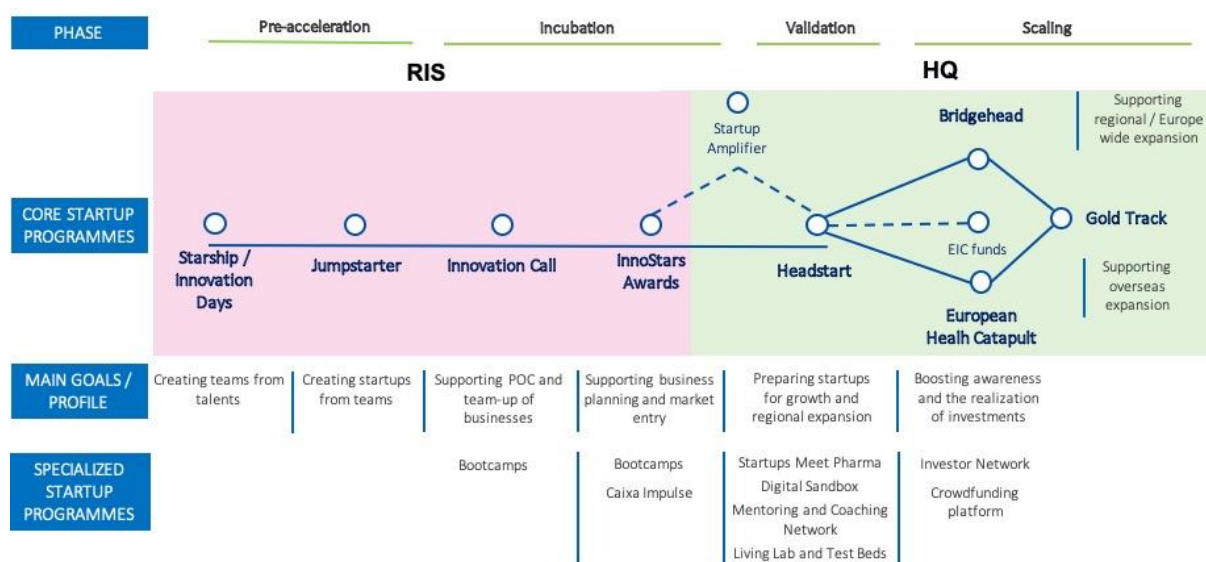 PHASE
Pre-acceleration
Incubation
Validation
Scaling
RIS
HQ
CORE STARTUP
PROGRAMMES
Startup
Amplifier
Bridgehead
Supporting
regional / Europe
wide expansion
Starship /
Innovation
Days
Jumpstarter
Innovation Call
InnoStars
Awards
Headstart
EIC funds
Gold Track
European
Healh Catapult
Supporting
overseas
expansion
MAIN GOALS /
PROFILE
Creating teams from
talents
Creating startups
from teams
Supporting POC and
team-up of
businesses
Supporting business
planning and market
entry
Preparing startups
for growth and
regional expansion
Boosting awareness
and the realization
of investments
SPECIALIZED
STARTUP
PROGRAMMES
Bootcamps
Bootcamps
Caixa Impulse
Startups Meet Pharma
Digital Sandbox
Mentoring and Coaching
Network
Living Lab and Test Beds
Investor Network
Crowdfunding
platform